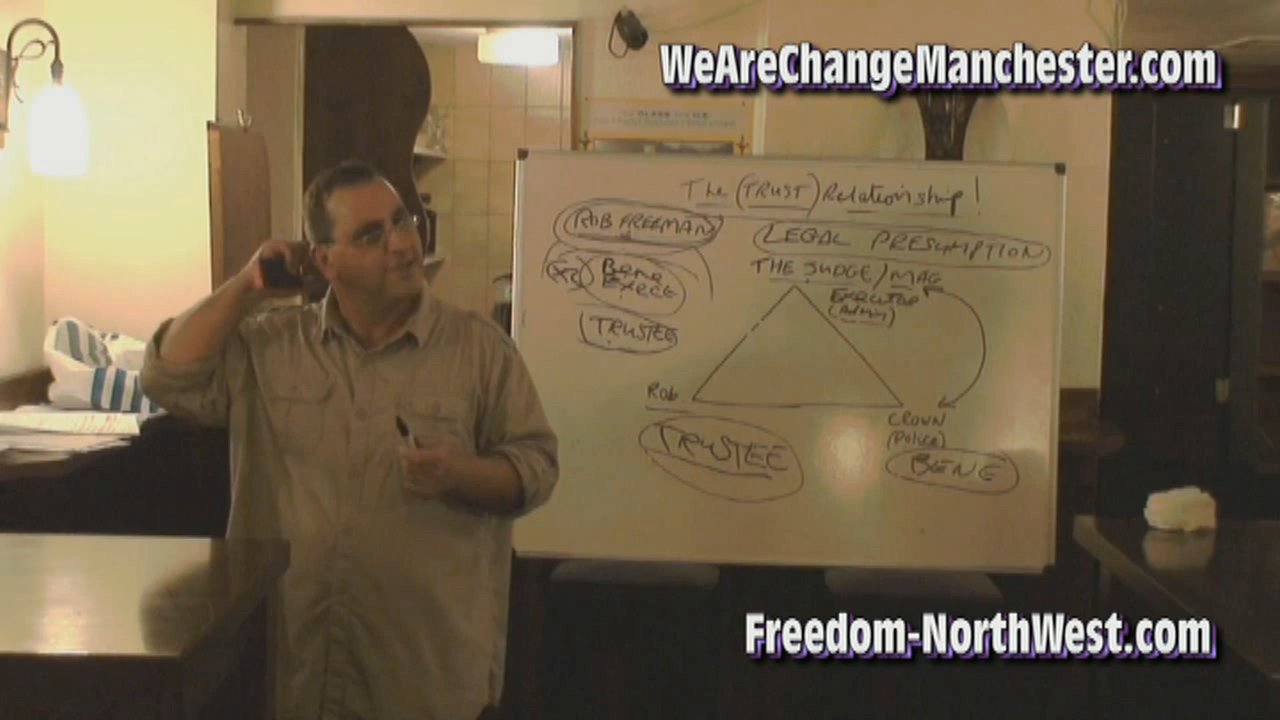 WeAreChangeManchester.com
The (TRUST) Relationship!
ROB FREEMAN
LEGAL PRESUMPTION
Bene
THE JUDGE/MAG
EXECUTOR
(Admin)
(TRUSTEE
Rob
TRUSTEE
CROWN
(Police)
BENE
Freedom-NorthWest.com